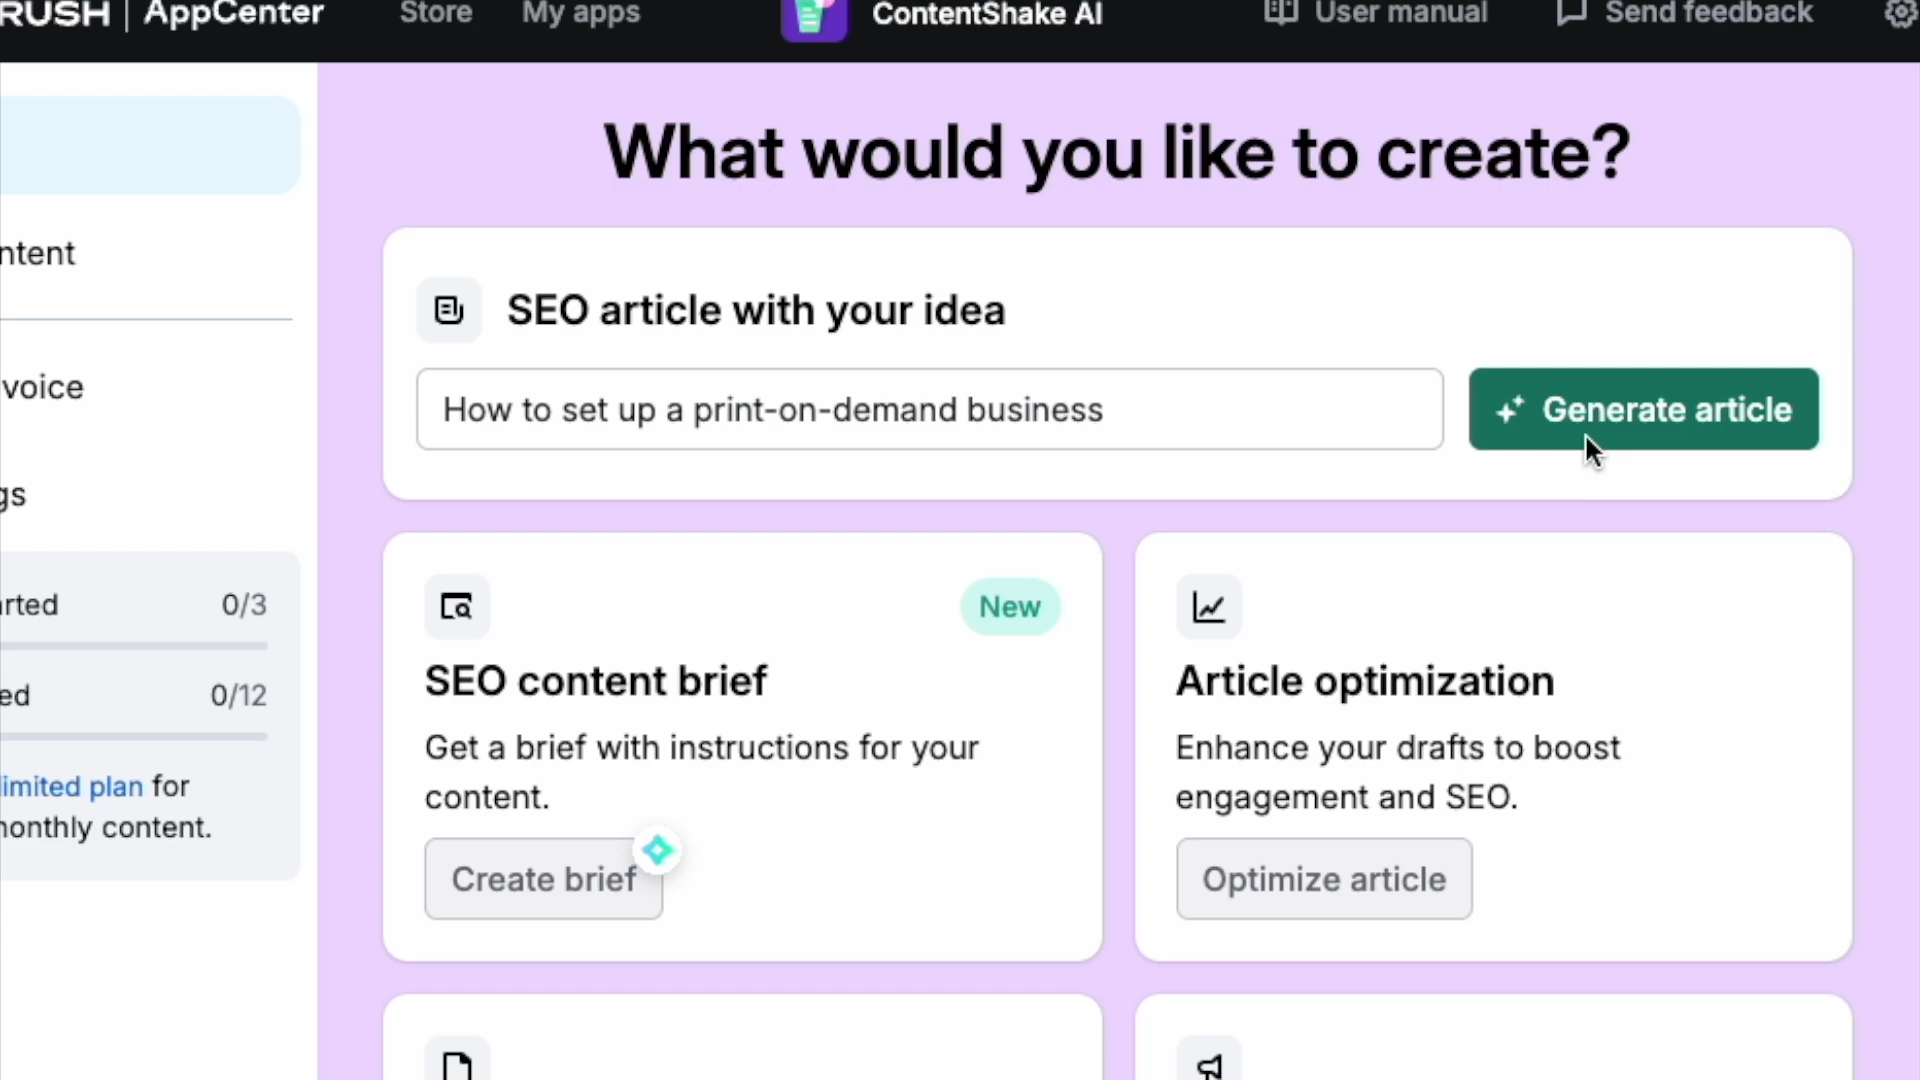 RUSH | AppCenter
Store
My apps
ContentShake AI
User manual
Send feedback
What would you like to create?
ntent
SEO article with your idea
voice
How to set up a print-on-demand business
Generate article
gs
rted 0/3
ed 0/12
limited plan for
monthly content.
New
SEO content brief
Get a brief with instructions for your
content.
Create brief
Article optimization
Enhance your drafts to boost
engagement and SEO.
Optimize article